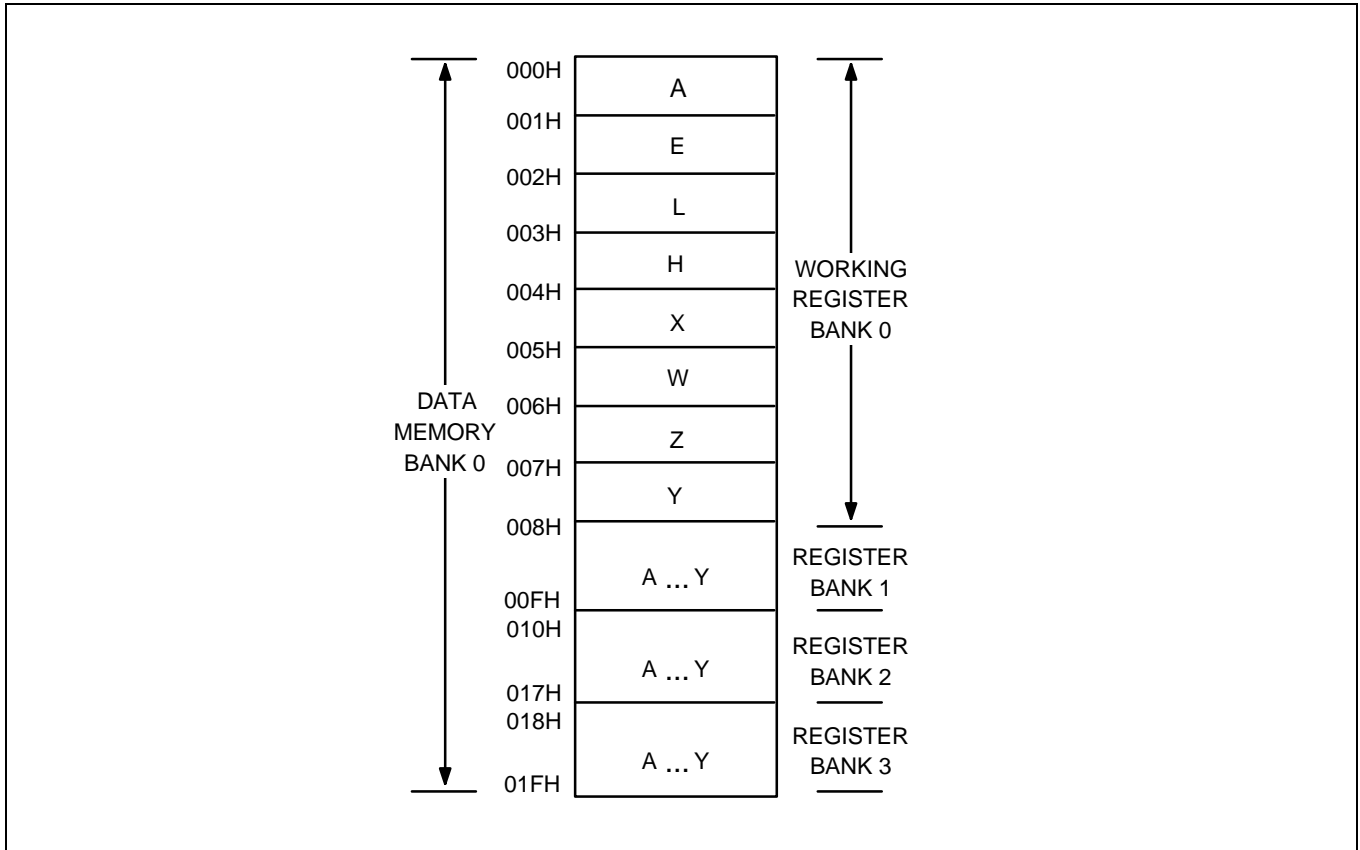 000H
A
001H
E
002H
L
003H
H
004H
X
005H
W
006H
Z
007H
Y
008H
A ... Y
00FH
010H
A ... Y
017H
018H
A ... Y
01FH
DATA
MEMORY
BANK 0
WORKING
REGISTER
BANK 0
REGISTER
BANK 1
REGISTER
BANK 2
REGISTER
BANK 3